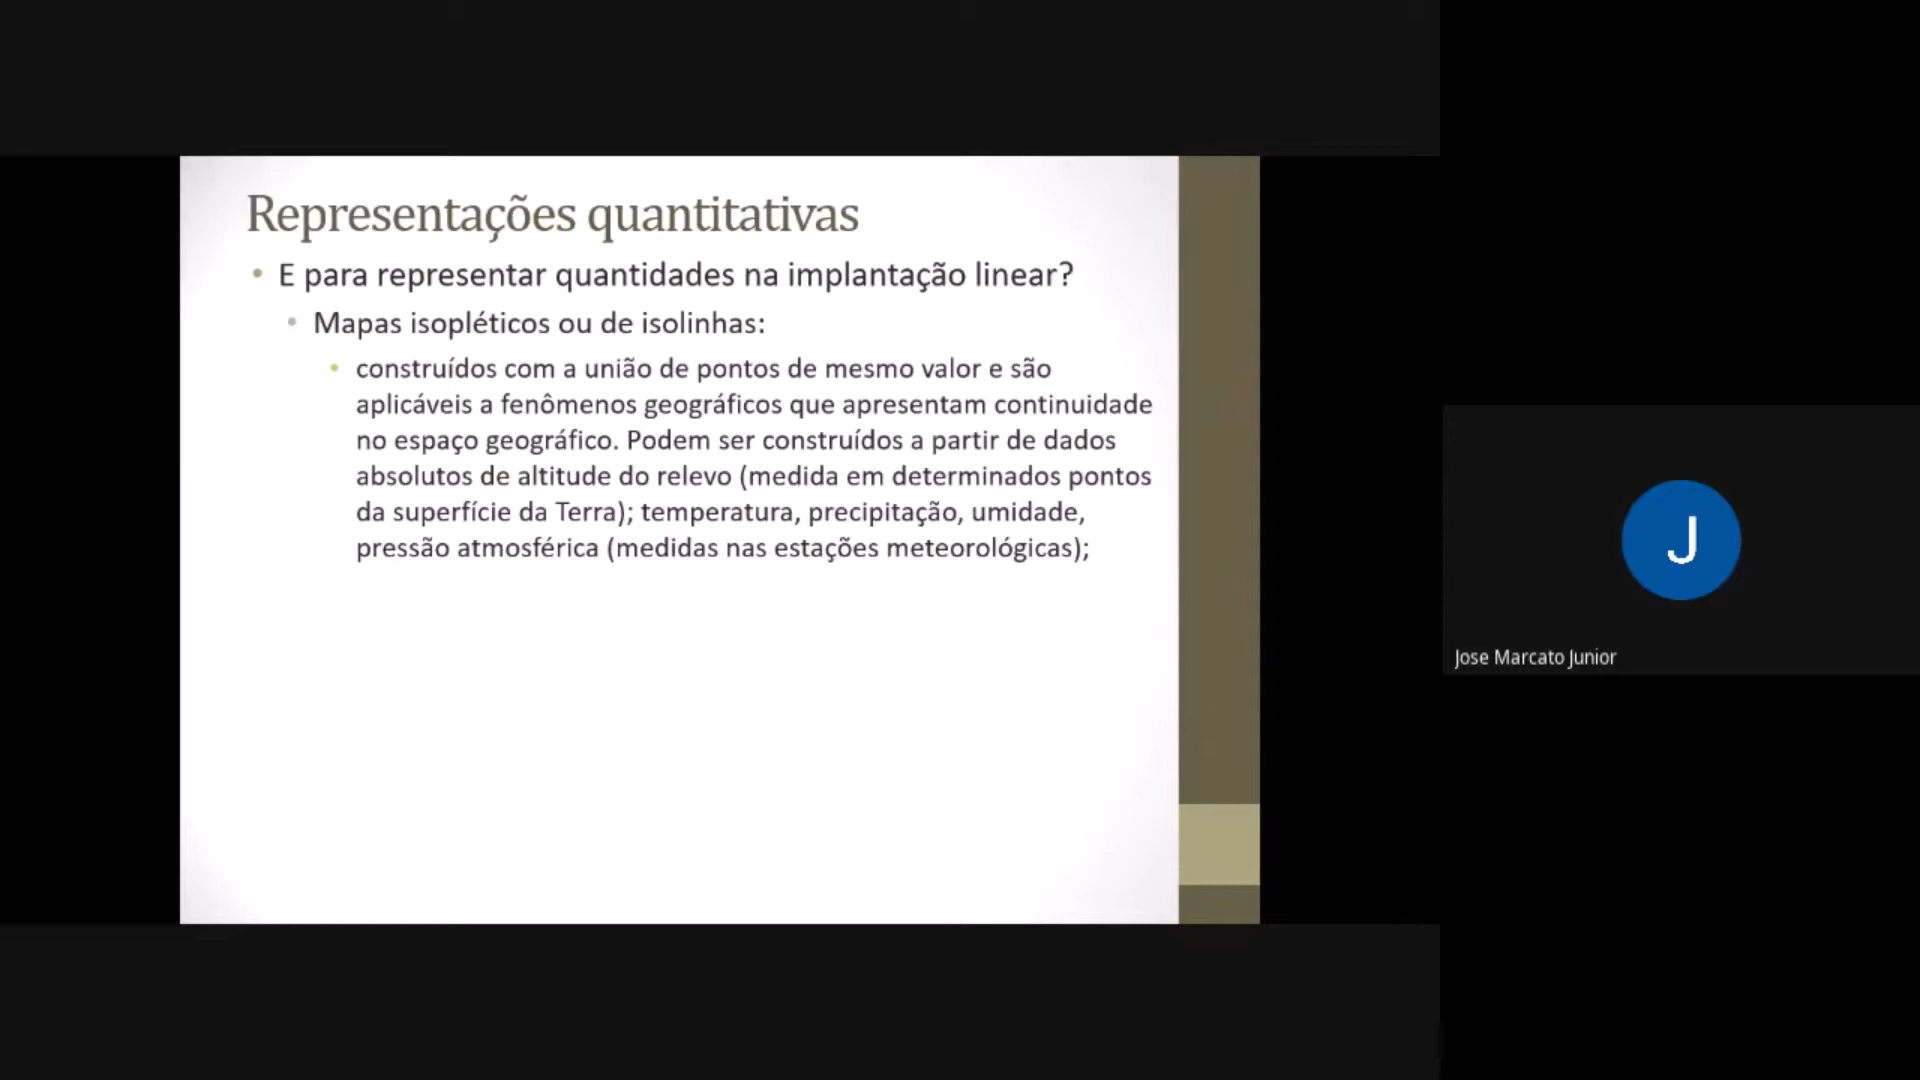 Representações quantitativas
• E para representar quantidades na implantação linear?
• Mapas isopléticos ou de isolinhas:
• construídos com a união de pontos de mesmo valor e são
aplicáveis a fenômenos geográficos que apresentam continuidade
no espaço geográfico. Podem ser construídos a partir de dados
absolutos de altitude do relevo (medida em determinados pontos
da superfície da Terra); temperatura, precipitação, umidade,
pressão atmosférica (medidas nas estações meteorológicas);
J
Jose Marcato Junior